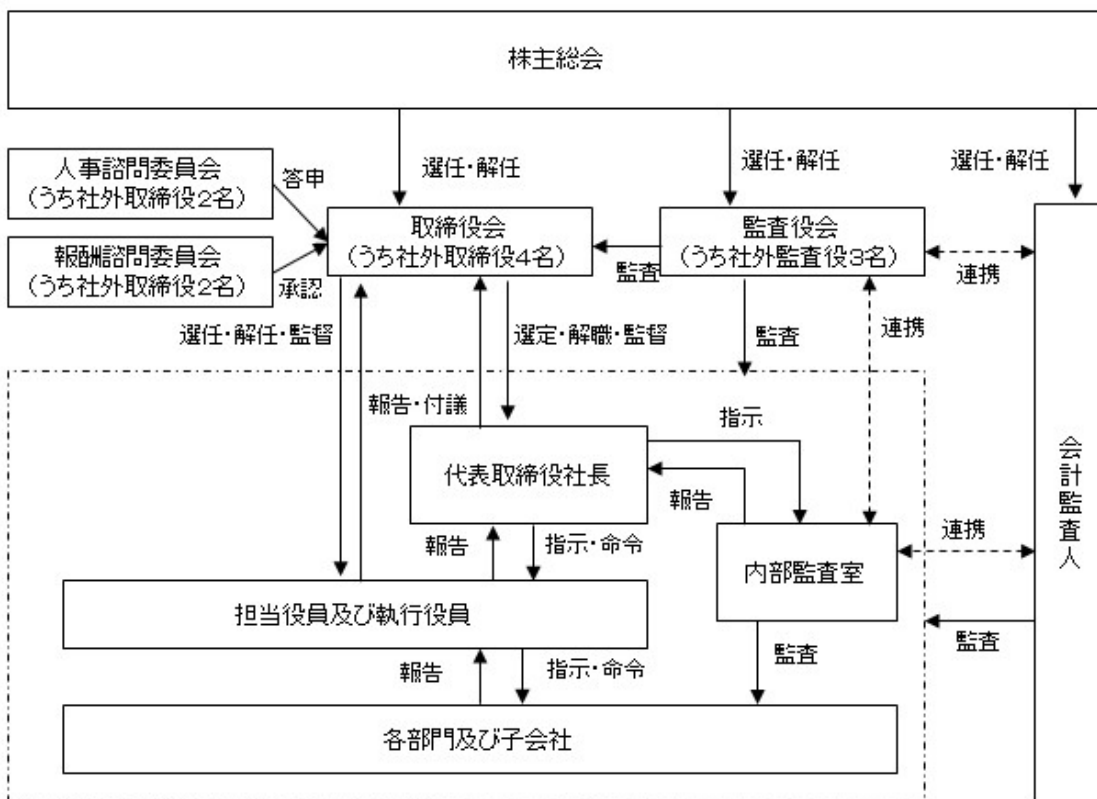 株主総会
選任・解任
選任・解任
選任・解任
人事諮問委員会
(うち社外取締役2名)
答申
報酬諮問委員会
(うち社外取締役2名)
承認
取締役会
(うち社外取締役4名)
監査
監査役会
(うち社外監査役3名)
連携
選任・解任・監督
選定・解職・監督
監査
連携
報告・付議
指示
代表取締役社長
報告
会計監査人
報告
指示・命令
内部監査室
連携
担当役員及び執行役員
監査
報告
指示・命令
監査
各部門及び子会社